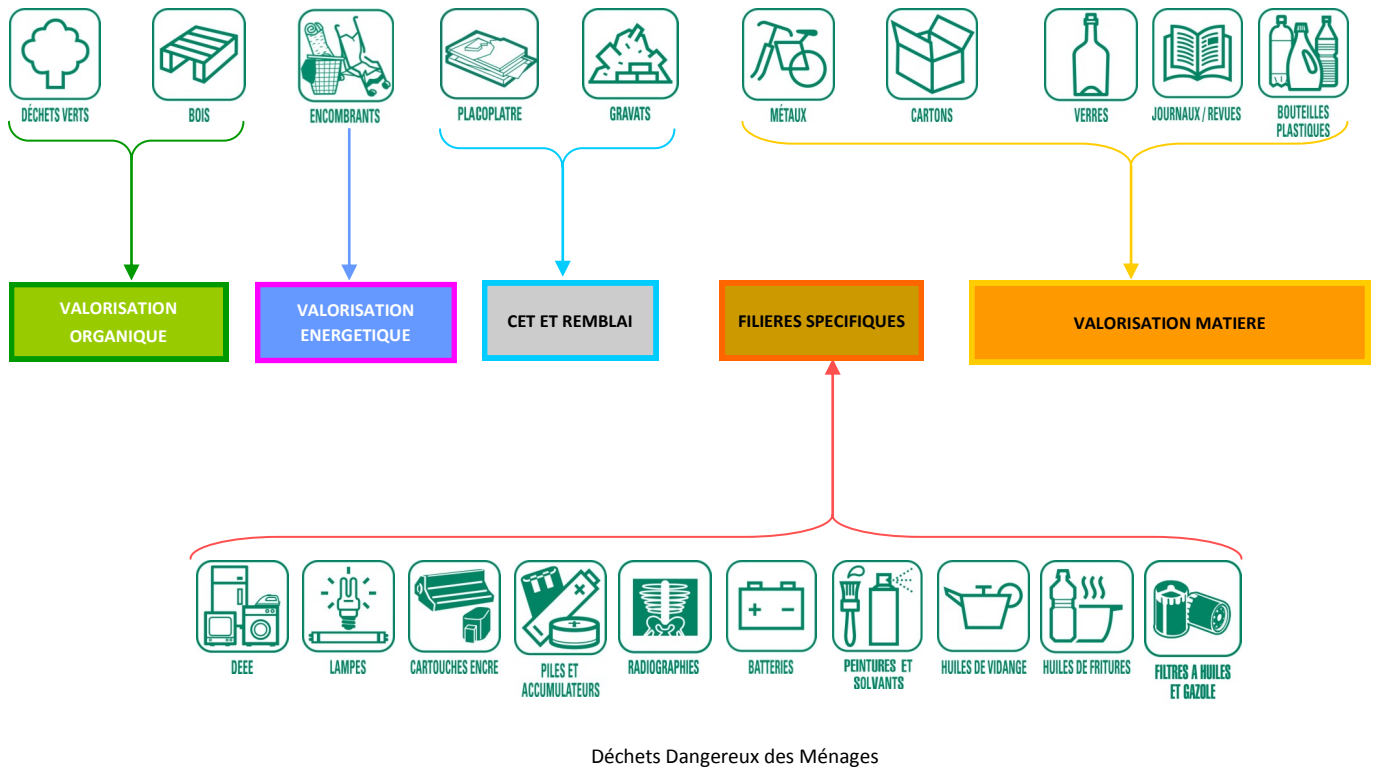 DÉCHETS VERTS
BOIS
ENCOMBRANTS
PLACOPLATRE
GRAVATS
MÉTAUX
CARTONS
VERRES
JOURNAUX / REVUES
BOUTEILLES
PLASTIQUES
VALORISATION
ORGANIQUE
VALORISATION
ENERGETIQUE
CET ET REMBLAI
FILIERES SPECIFIQUES
VALORISATION MATIERE
DEEE
LAMPES
CARTOUCHES ENCRE
PILES ET
ACCUMULATEURS
RADIOGRAPHIES
BATTERIES
PEINTURES ET
SOLVANTS
HUILES DE VIDANGE
HUILES DE FRITURES
FILTRES A HUILES
ET GAZOLE
Déchets Dangereux des Ménages